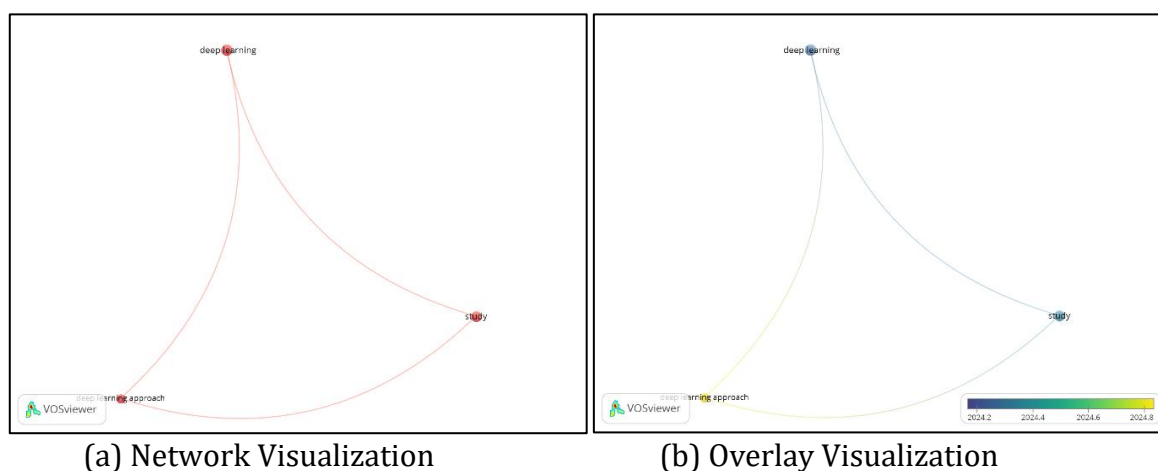 deep learning
study
deep learning approach
VOSviewer
deep learning
study
deep learning approach
VOSviewer
2024.2 2024.4 2024.6 2024.8
(a) Network Visualization
(b) Overlay Visualization